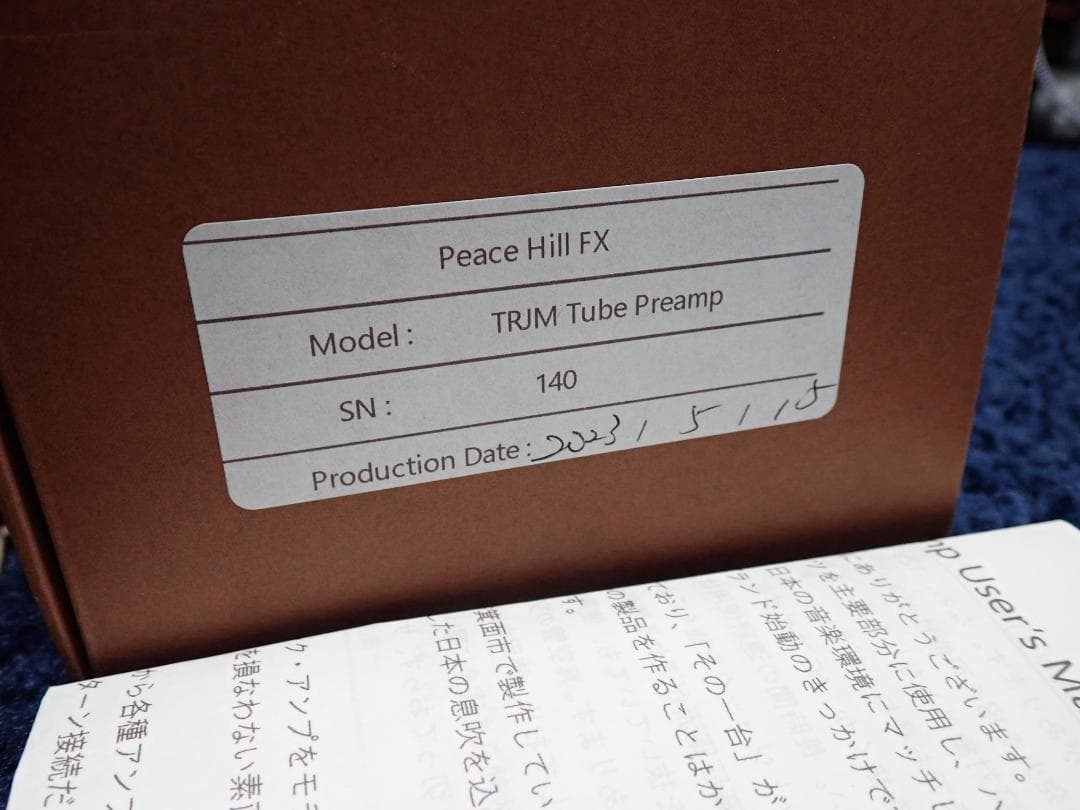 Peace Hill FX
Model : TRJM Tube Preamp
SN : 140
Production Date : 2023 / 5 / 15
p User's Ma
ありがとうございます。
ツを主要部分に使用し、
日本の音楽環境にマッチ
ランド始動のきっかけで
ており、「その一台」が
の製品を作ることはか
す。
箕面市で製作してい
た日本の息吹を込
ク・アンプをモ
を損なわない素
から各種アン
ターン接続だ